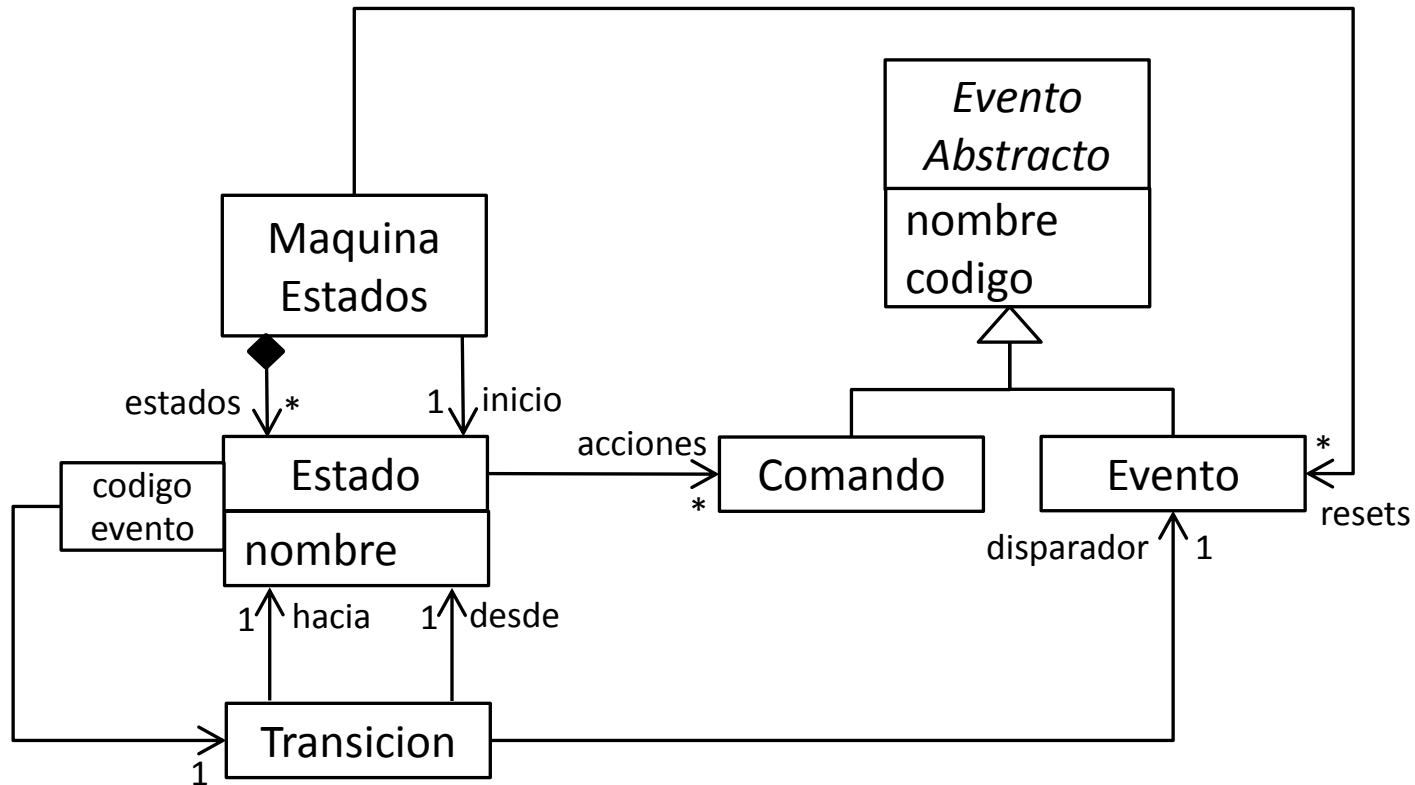 Evento
Abstracto
nombre
codigo
Maquina
Estados
estados
*
1
inicio
acciones
*
Comando
Evento
*
resets
codigo
evento
Estado
nombre
disparador
1
1
hacia
1
desde
Transicion
1